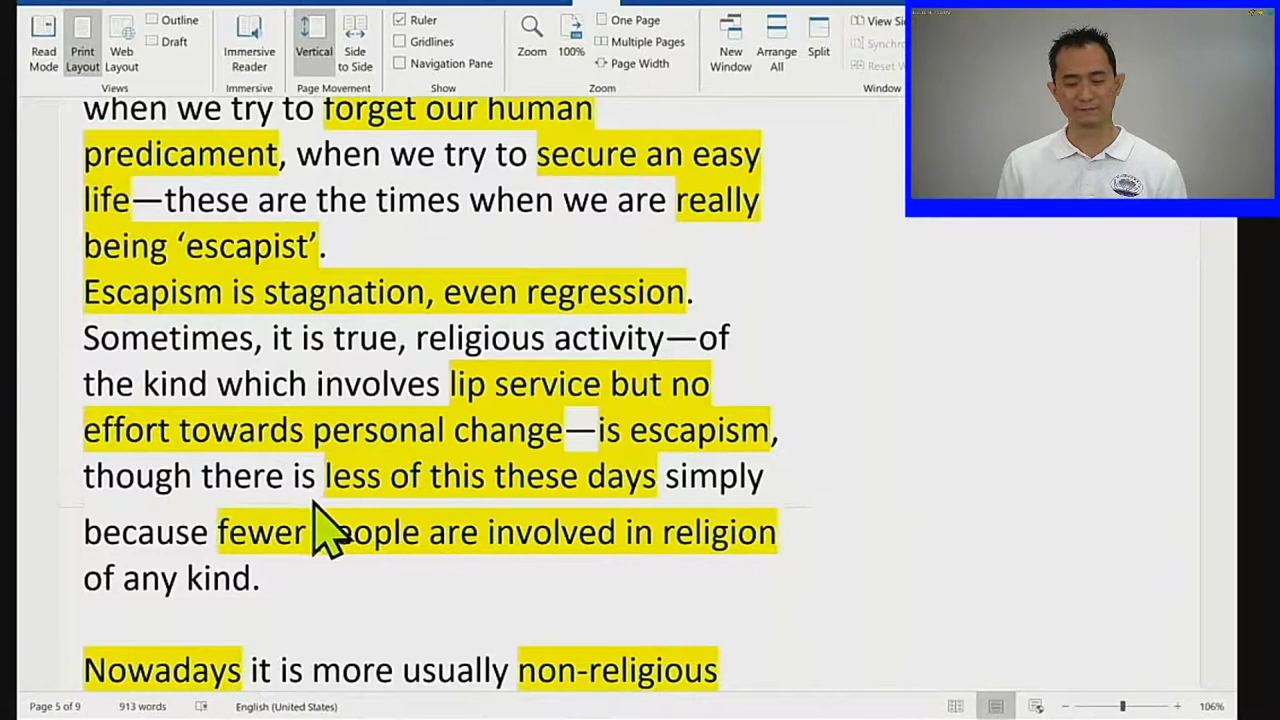 Outline
Draft
Read Mode
Print Layout
Web Layout
Views
Immersive Reader
Immersive
Vertical
Side to Side
Page Movement
Ruler
Gridlines
Navigation Pane
Show
Zoom
100%
One Page
Multiple Pages
Page Width
Zoom
New Window
Arrange All
Split
View Si
Synchro
Reset W
Window
when we try to forget our human
predicament, when we try to secure an easy
life—these are the times when we are really
being ‘escapist’.
Escapism is stagnation, even regression.
Sometimes, it is true, religious activity—of
the kind which involves lip service but no
effort towards personal change—is escapism,
though there is less of this these days simply
because fewer people are involved in religion
of any kind.
Nowadays it is more usually non-religious
Page 5 of 9
913 words
English (United States)
106%